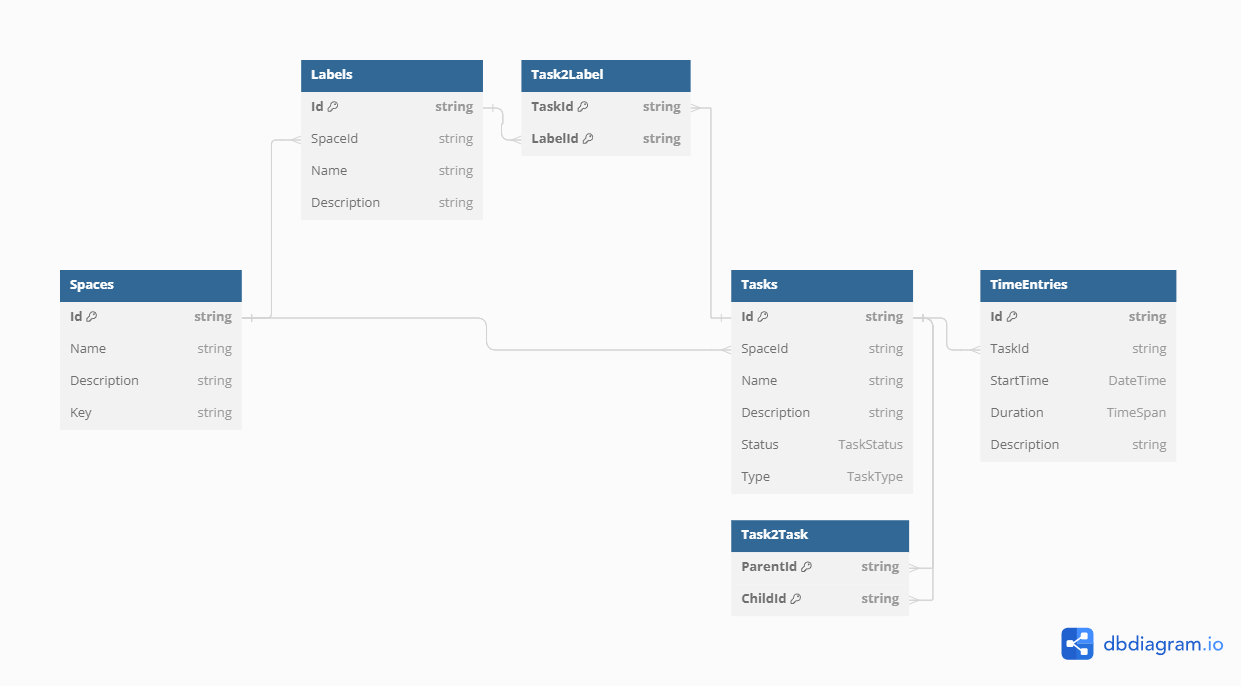 Labels
Id string
SpaceId string
Name string
Description string
Task2Label
TaskId string
LabelId string
Spaces
Id string
Name string
Description string
Key string
Tasks
Id string
SpaceId string
Name string
Description string
Status TaskStatus
Type TaskType
TimeEntries
Id string
TaskId string
StartTime DateTime
Duration TimeSpan
Description string
Task2Task
ParentId string
ChildId string
dbdiagram.io